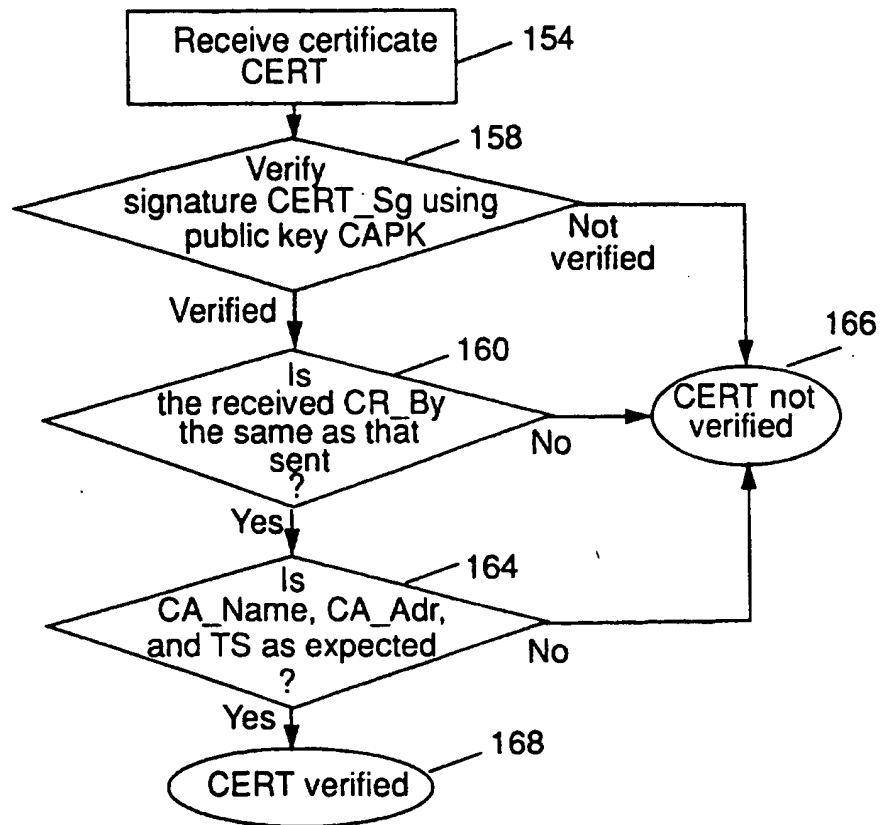 Receive certificate
CERT
154
158
Verify
signature CERT_Sg using
public key CAPK
Not
verified
Verified
166
160
Is
the received CR_By
the same as that
sent
?
CERT not
verified
No
Yes
164
Is
CA_Name, CA_Adr,
and TS as expected
?
No
Yes
168
CERT verified